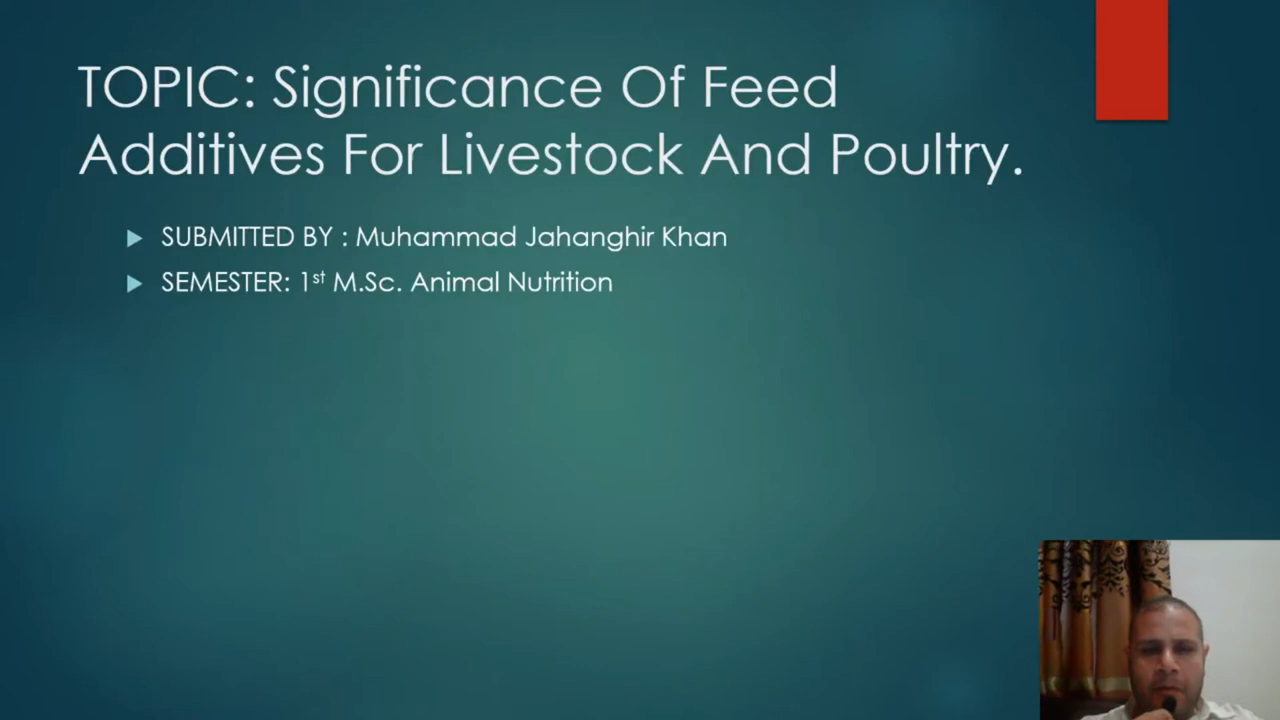 TOPIC: Significance Of Feed
Additives For Livestock And Poultry.
SUBMITTED BY : Muhammad Jahanghir Khan
SEMESTER: 1st M.Sc. Animal Nutrition